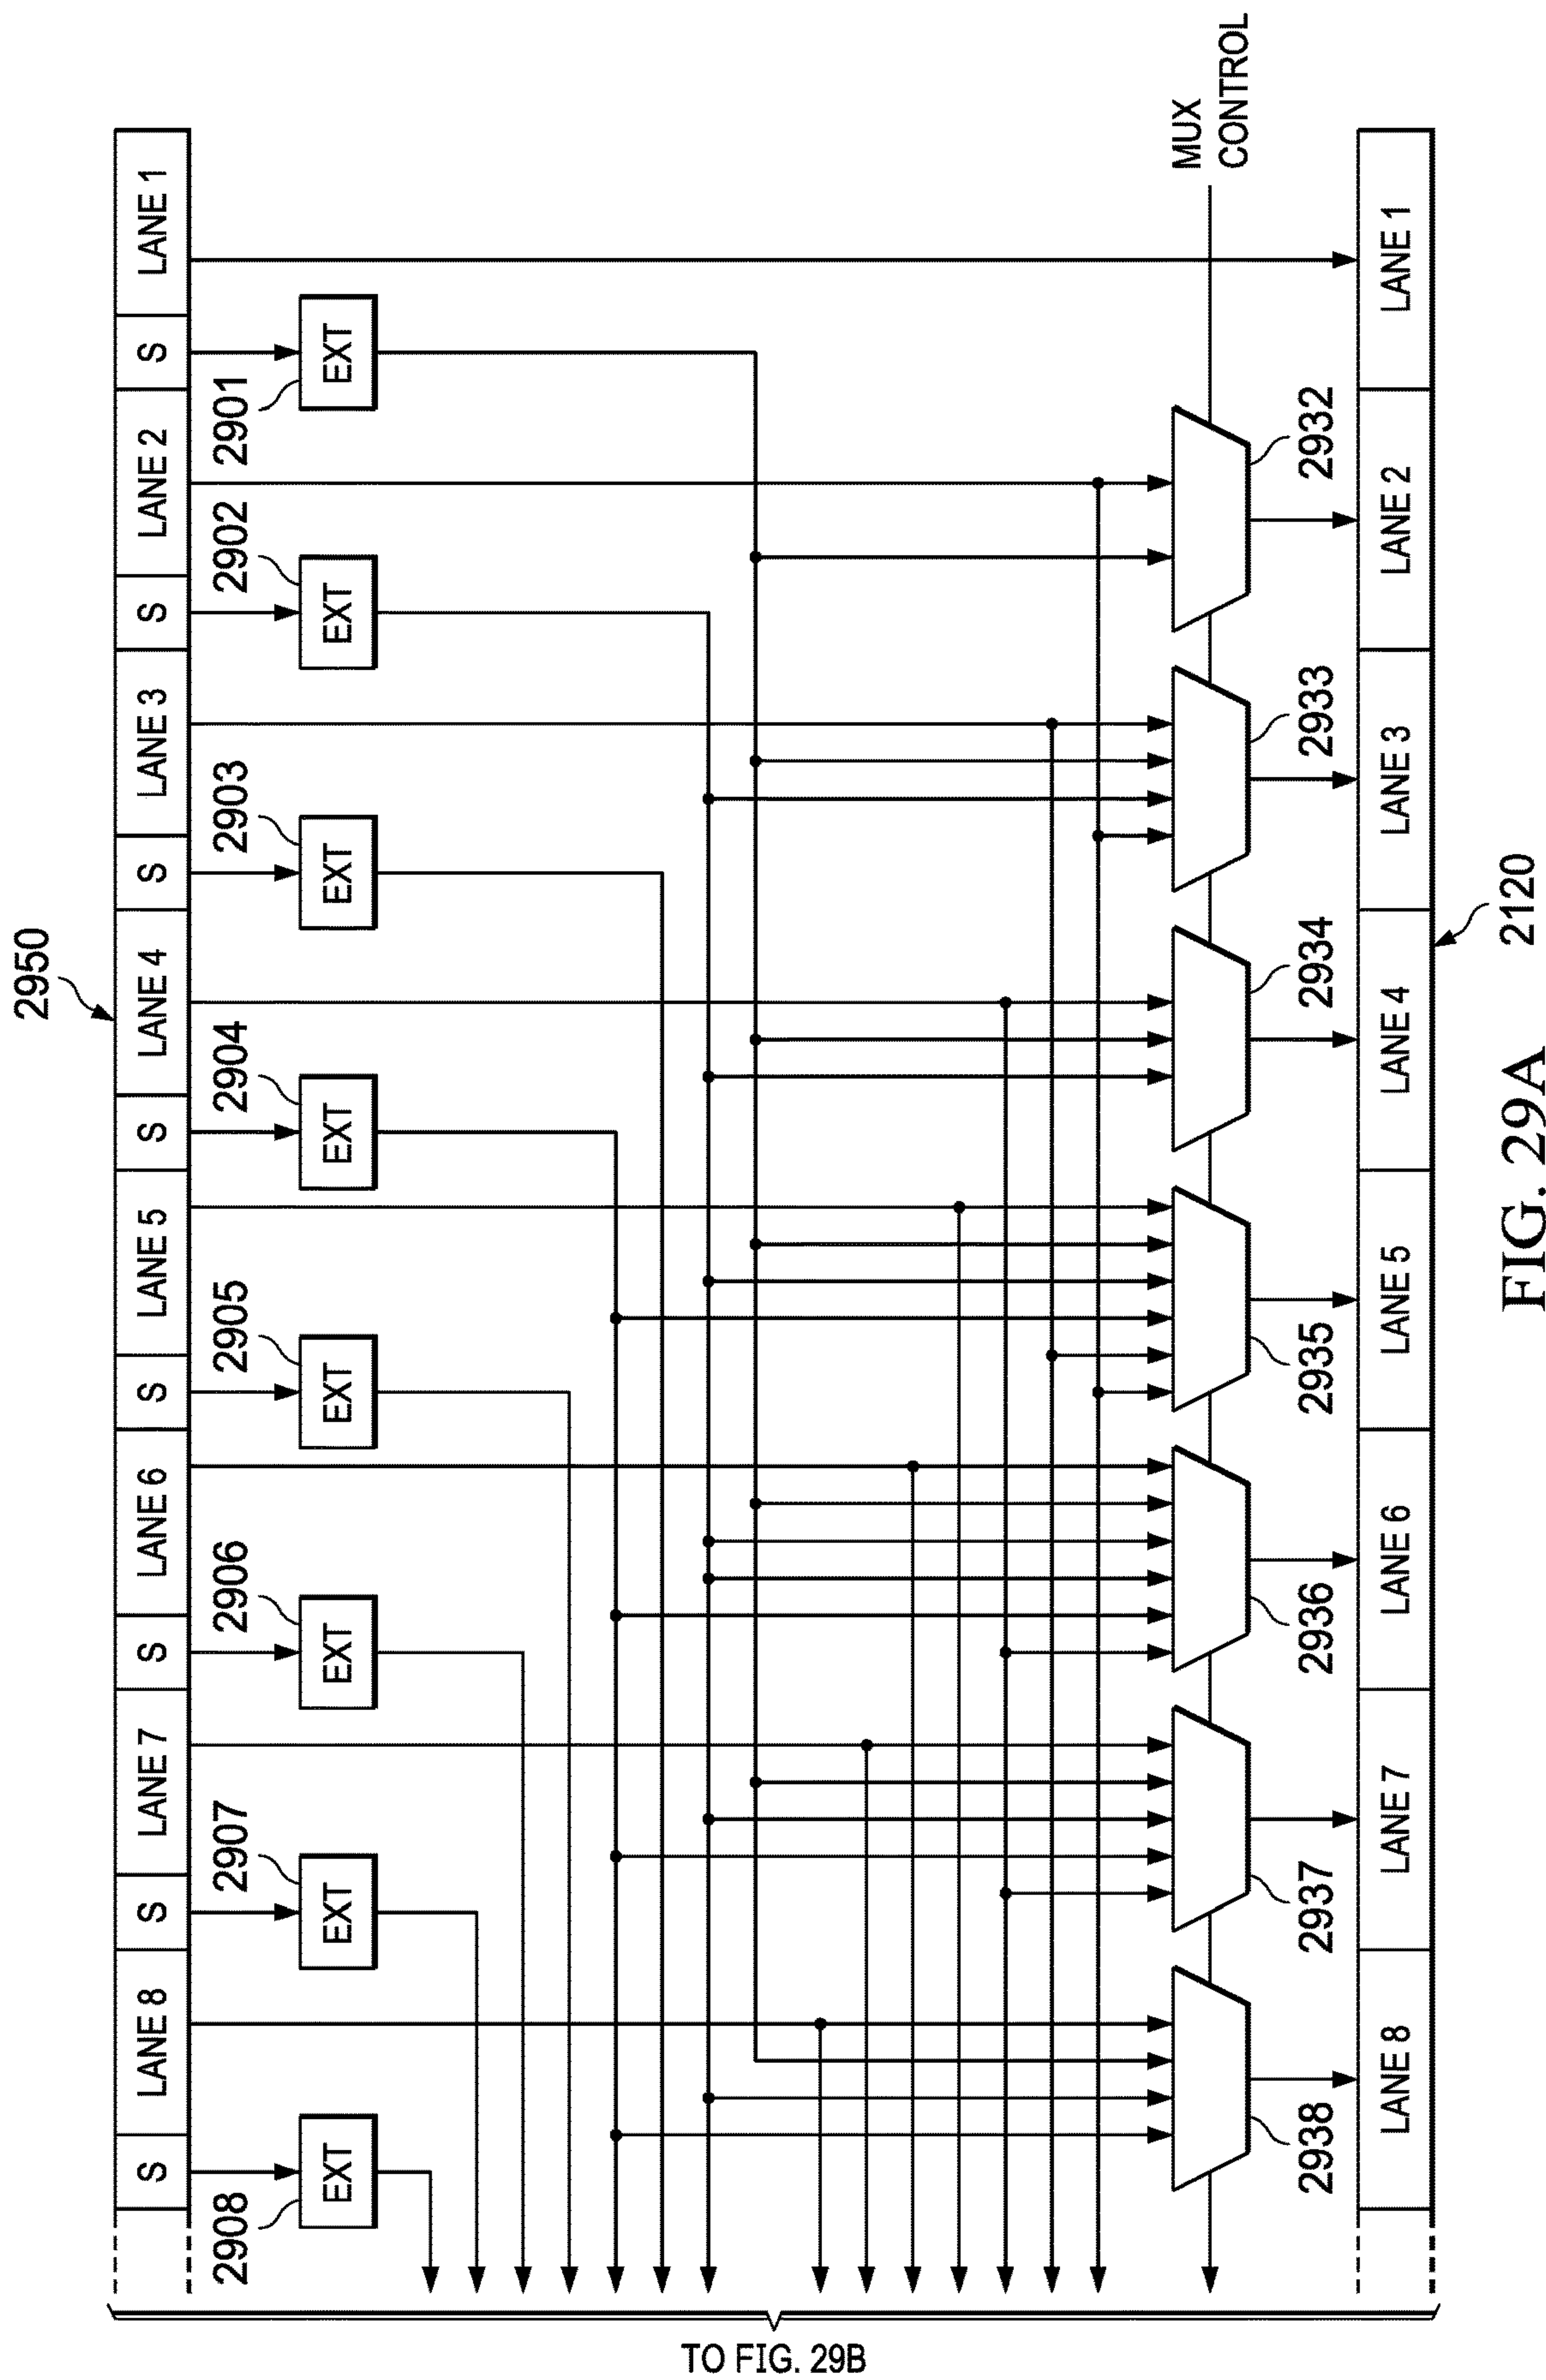 2950
LANE 8
S
LANE 7
S
LANE 6
S
LANE 5
S
LANE 4
S
LANE 3
S
LANE 2
S
LANE 1
S
2908
2907
2906
2905
2904
2903
2902
2901
EXT
EXT
EXT
EXT
EXT
EXT
EXT
EXT
TO FIG. 29B
MUX
CONTROL
2938
2937
2936
2935
2934
2933
2932
LANE 8
LANE 7
LANE 6
LANE 5
LANE 4
LANE 3
LANE 2
LANE 1
2120
FIG. 29A